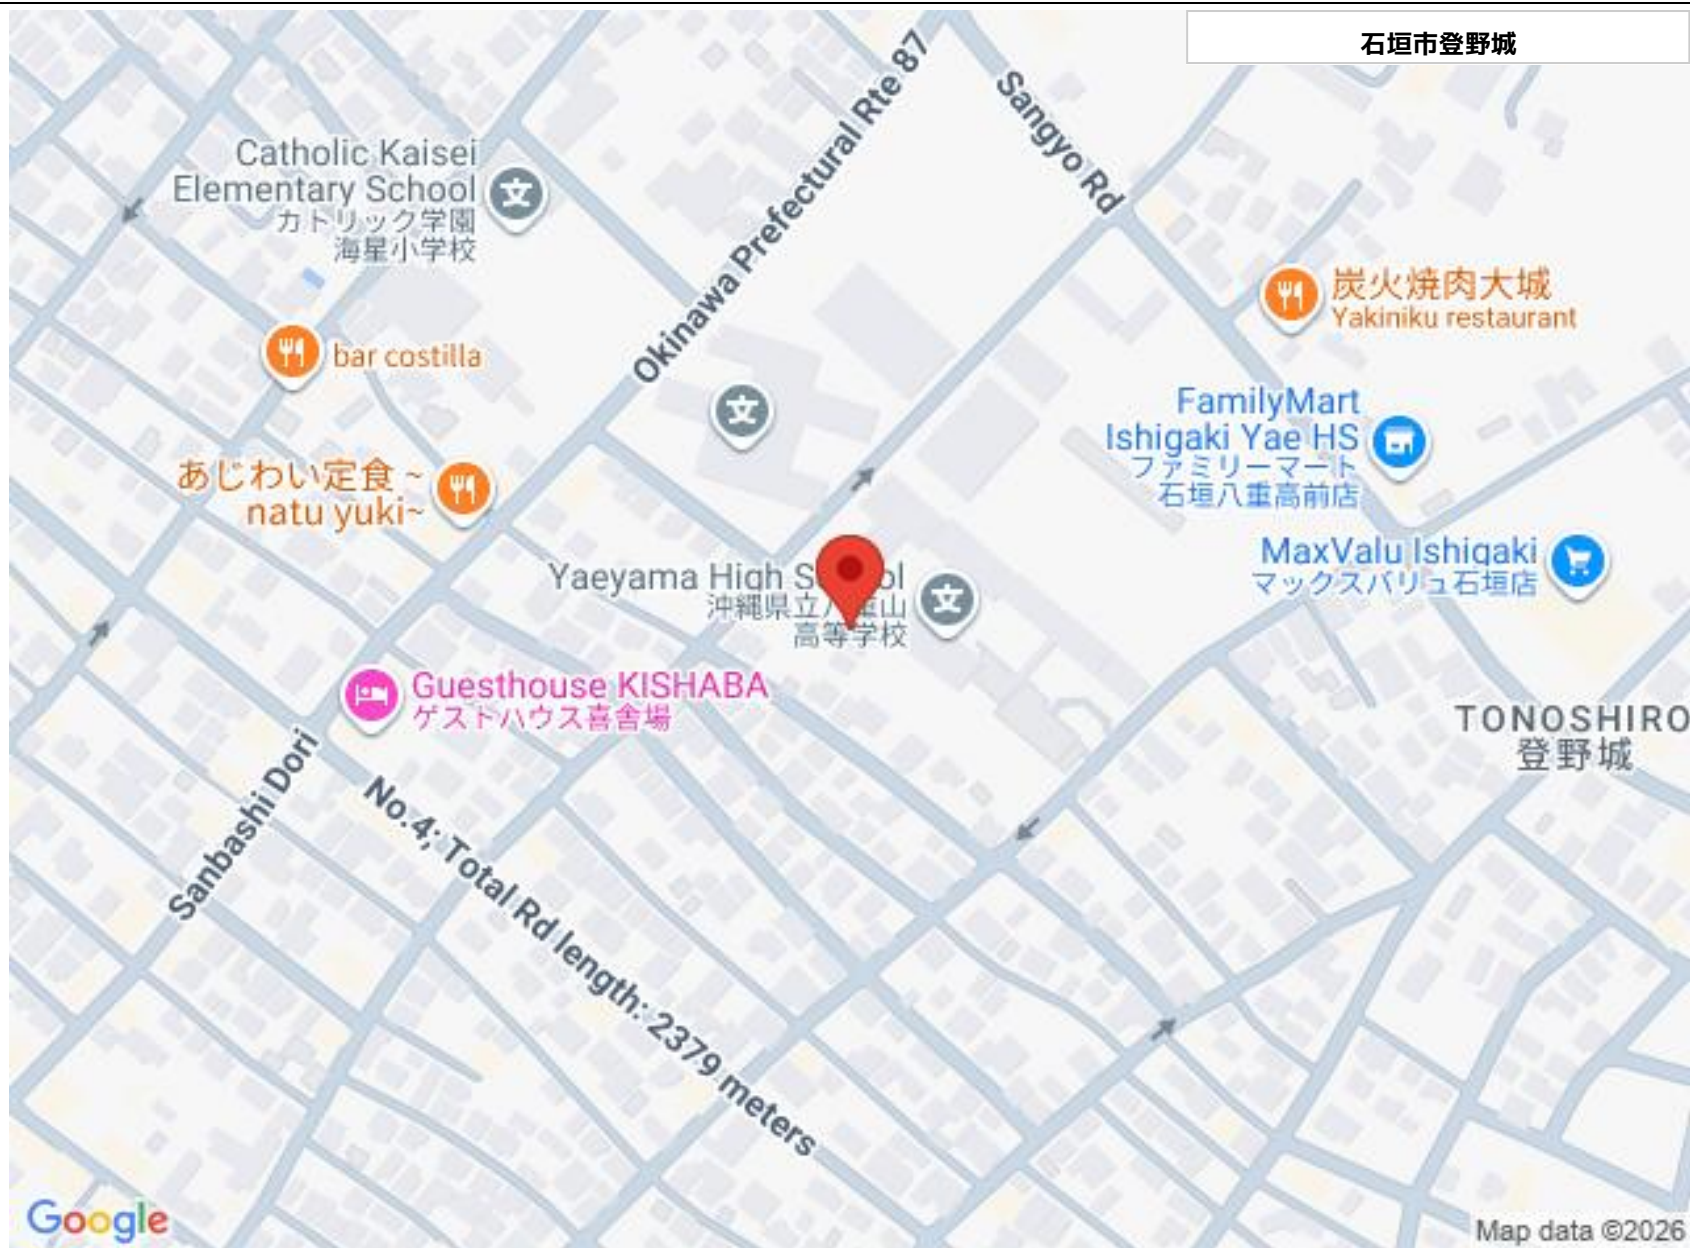 石垣市登野城
Okinawa Prefectural Rte 87
Sangyo Rd
Catholic Kaisei
Elementary School
カトリック学園
海星小学校
炭火焼肉大城
Yakiniku restaurant
bar costilla
FamilyMart
Ishigaki Yae HS
ファミリーマート
石垣八重高前店
あじわい定食 ~
natu yuki~
MaxValu Ishigaki
マックスバリュ石垣店
Yaeyama High
沖縄県立
山
高等学校
Guesthouse KISHABA
ゲストハウス喜舎場
TONOSHIRO
登野城
Sanbashi Dori
No.4; Total Rd length: 2379 meters
Google
Map data ©2026